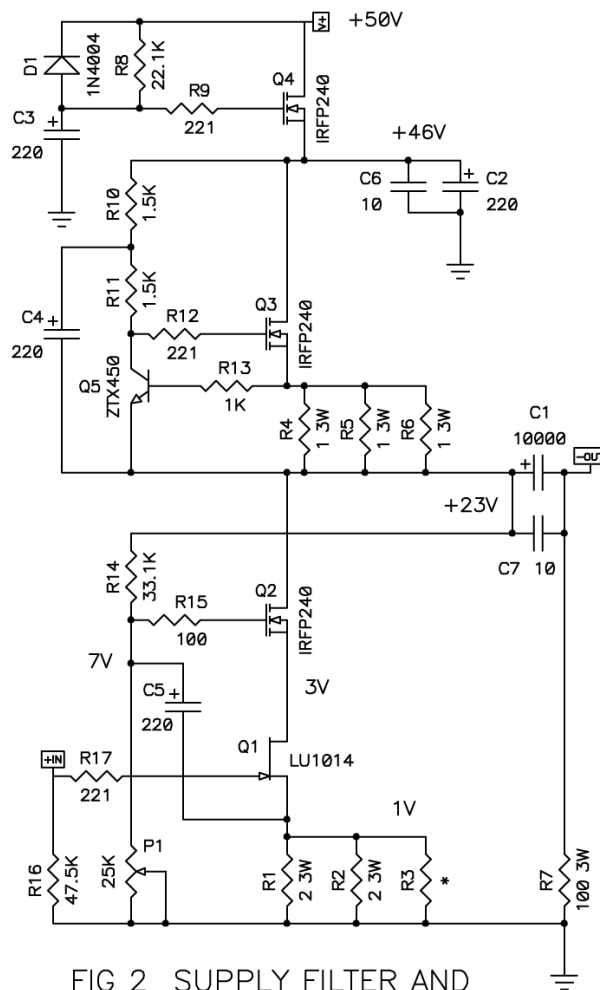 V+
+50V
D1
1N4004
R8
22.1K
Q4
IRFP240
R9
221
C3
+
220
+46V
R10
1.5K
C6
10
C2
+
220
R11
1.5K
C4
+
220
R12
221
Q3
IRFP240
Q5
ZTX450
R13
1K
R4
1 3W
R5
1 3W
R6
1 3W
C1
10000
+
-OUT
+23V
C7
10
R14
33.1K
R15
100
Q2
IRFP240
7V
C5
+
220
3V
+IN
R17
221
Q1
LU1014
1V
R16
47.5K
P1
25K
R1
2 3W
R2
2 3W
R3
*
R7
100 3W
FIG 2 SUPPLY FILTER AND